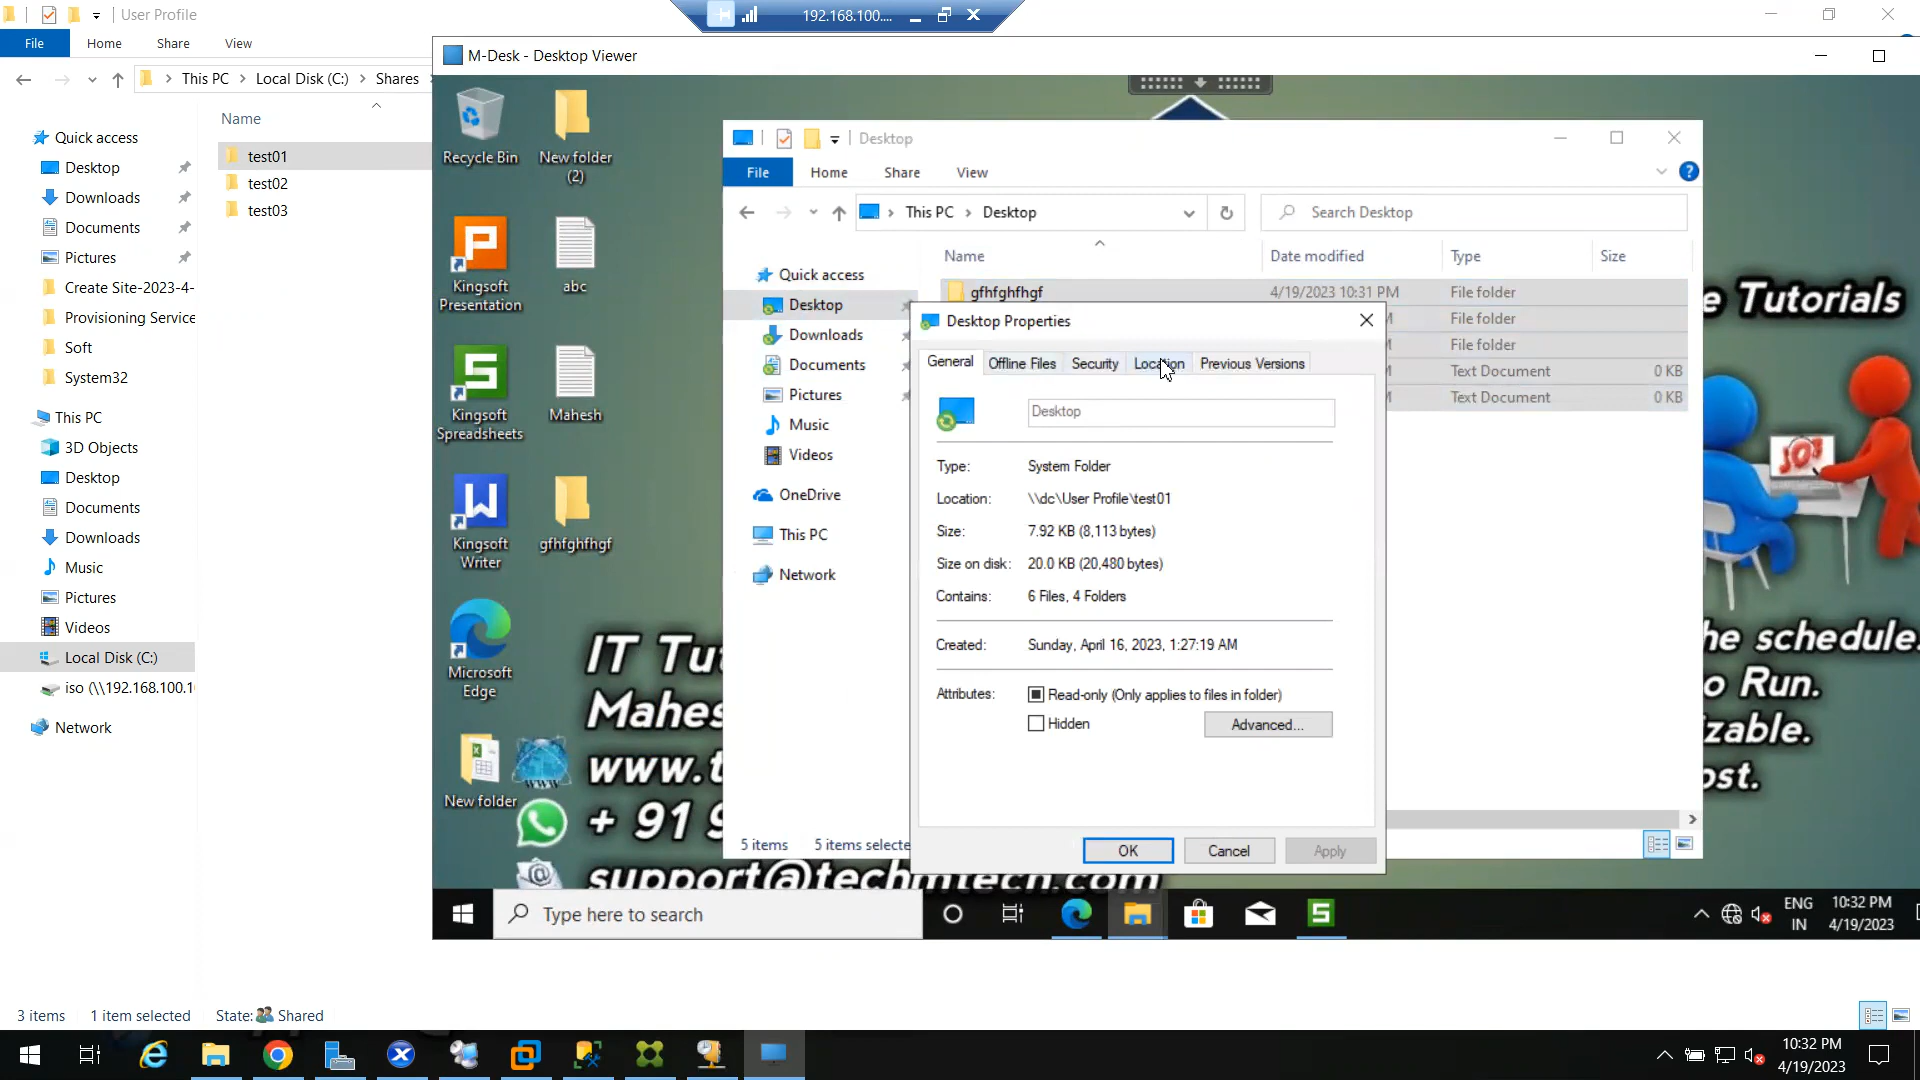 User Profile
File Home Share View
This PC Local Disk (C:) Shares
Name
Quick access
Desktop
Downloads
Documents
Pictures
Create Site-2023-4-
Provisioning Service
Soft
System32
This PC
3D Objects
Desktop
Documents
Downloads
Music
Pictures
Videos
Local Disk (C:)
iso (\\192.168.100.1
Network
test01
test02
test03
3 items 1 item selected State: Shared
192.168.100....
M-Desk - Desktop Viewer
Recycle Bin
New folder
(2)
Kingsoft
Presentation
abc
Kingsoft
Spreadsheets
Mahesh
Kingsoft
Writer
gfhfghfhgf
Microsoft
Edge
New folder
IT Tu
Mahes
www.t
+ 91 9
support@techmtech.com
e Tutorials
he schedule.
o Run.
zable.
ost.
Desktop
File Home Share View
This PC Desktop
Search Desktop
Name Date modified Type Size
Quick access
Desktop
Downloads
Documents
Pictures
Music
Videos
OneDrive
This PC
Network
gfhfghfhgf 4/19/2023 10:31 PM File folder
M File folder
M File folder
M Text Document 0 KB
M Text Document 0 KB
5 items 5 items selecte
Desktop Properties
General Offline Files Security Location Previous Versions
Desktop
Type: System Folder
Location: \\dc\User Profile\test01
Size: 7.92 KB (8,113 bytes)
Size on disk: 20.0 KB (20,480 bytes)
Contains: 6 Files, 4 Folders
Created: Sunday, April 16, 2023, 1:27:19 AM
Attributes: Read-only (Only applies to files in folder)
Hidden Advanced...
OK Cancel Apply
Type here to search
ENG
IN
10:32 PM
4/19/2023
10:32 PM
4/19/2023